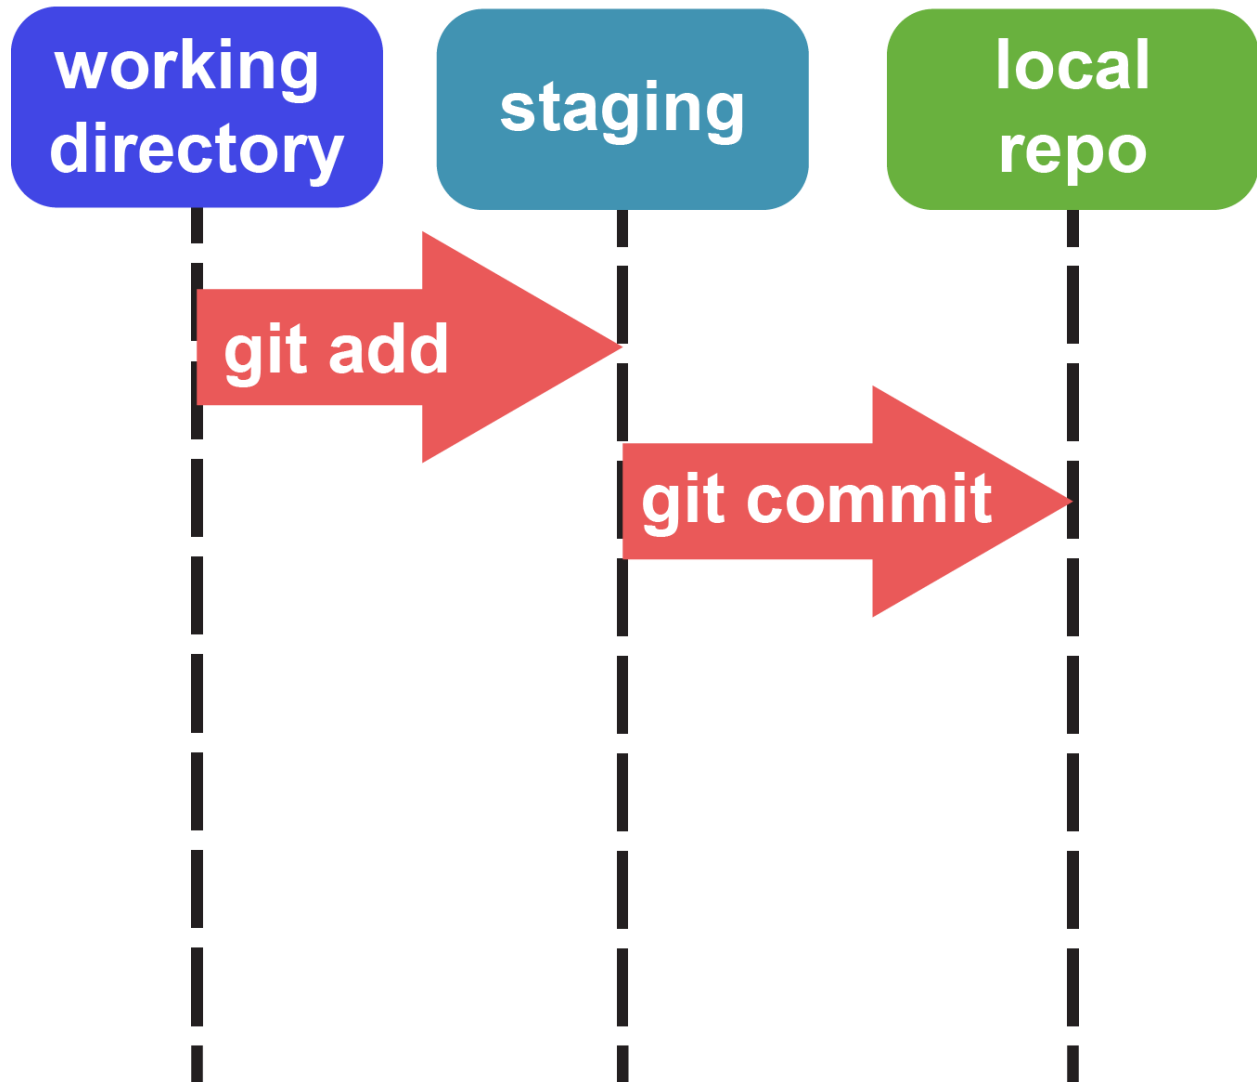 working
directory
staging
local
repo
git add
git commit